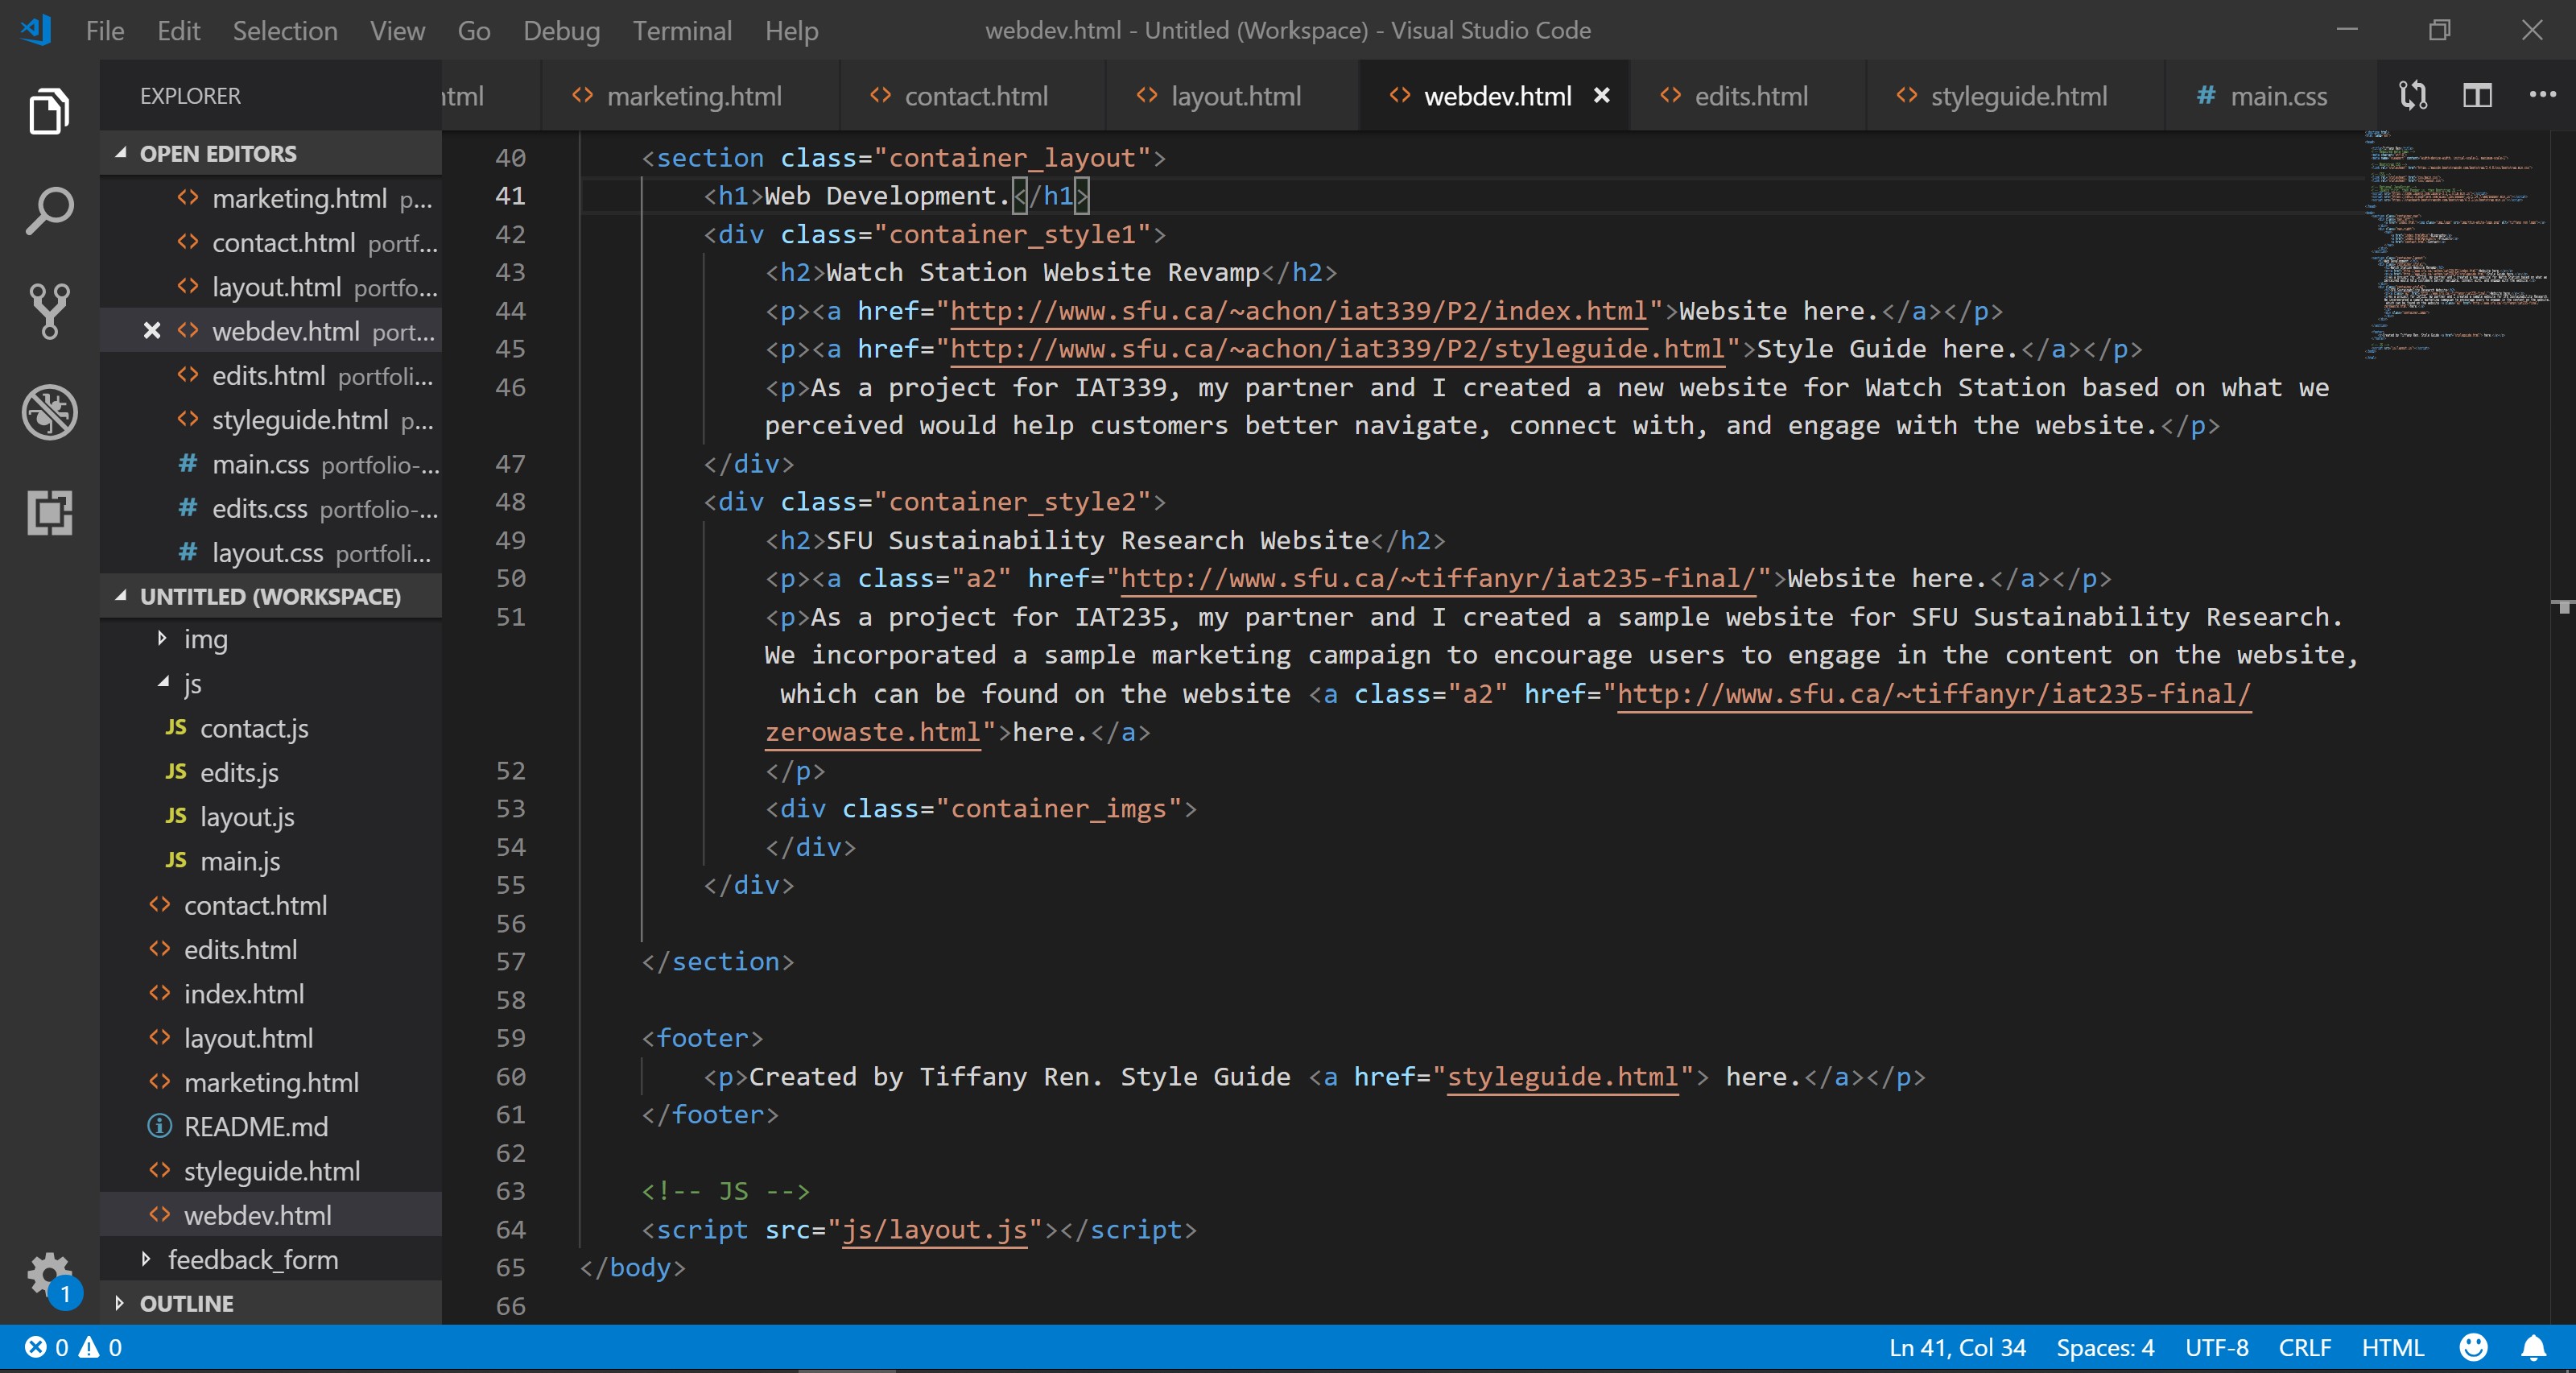 File Edit Selection View Go Debug Terminal Help
webdev.html - Untitled (Workspace) - Visual Studio Code
EXPLORER
html marketing.html contact.html layout.html webdev.html edits.html styleguide.html # main.css
OPEN EDITORS
marketing.html p...
contact.html portf...
layout.html portfo...
webdev.html port...
edits.html portfoli...
styleguide.html p...
# main.css portfolio-...
# edits.css portfolio-...
# layout.css portfoli...
UNTITLED (WORKSPACE)
img
js
JS contact.js
JS edits.js
JS layout.js
JS main.js
contact.html
edits.html
index.html
layout.html
marketing.html
README.md
styleguide.html
webdev.html
feedback_form
OUTLINE
1
40 <section class="container_layout">
41 <h1>Web Development.</h1>
42 <div class="container_style1">
43 <h2>Watch Station Website Revamp</h2>
44 <p><a href="http://www.sfu.ca/~achon/iat339/P2/index.html">Website here.</a></p>
45 <p><a href="http://www.sfu.ca/~achon/iat339/P2/styleguide.html">Style Guide here.</a></p>
46 <p>As a project for IAT339, my partner and I created a new website for Watch Station based on what we
perceived would help customers better navigate, connect with, and engage with the website.</p>
47 </div>
48 <div class="container_style2">
49 <h2>SFU Sustainability Research Website</h2>
50 <p><a class="a2" href="http://www.sfu.ca/~tiffanyr/iat235-final/">Website here.</a></p>
51 <p>As a project for IAT235, my partner and I created a sample website for SFU Sustainability Research.
We incorporated a sample marketing campaign to encourage users to engage in the content on the website,
which can be found on the website <a class="a2" href="http://www.sfu.ca/~tiffanyr/iat235-final/
zerowaste.html">here.</a>
52 </p>
53 <div class="container_imgs">
54 </div>
55 </div>
56
57 </section>
58
59 <footer>
60 <p>Created by Tiffany Ren. Style Guide <a href="styleguide.html"> here.</a></p>
61 </footer>
62
63 <!-- JS -->
64 <script src="js/layout.js"></script>
65 </body>
66
0 0
Ln 41, Col 34 Spaces: 4 UTF-8 CRLF HTML